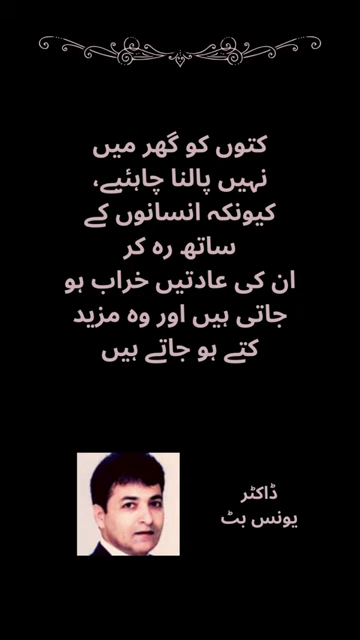 کتوں کو گھر میں
نہیں پالنا چاہئیے،
کیونکہ انسانوں کے
ساتھ رہ کر
ان کی عادتیں خراب ہو
جاتی ہیں اور وہ مزید
کتے ہو جاتے ہیں
ڈاکٹر
یونس بٹ